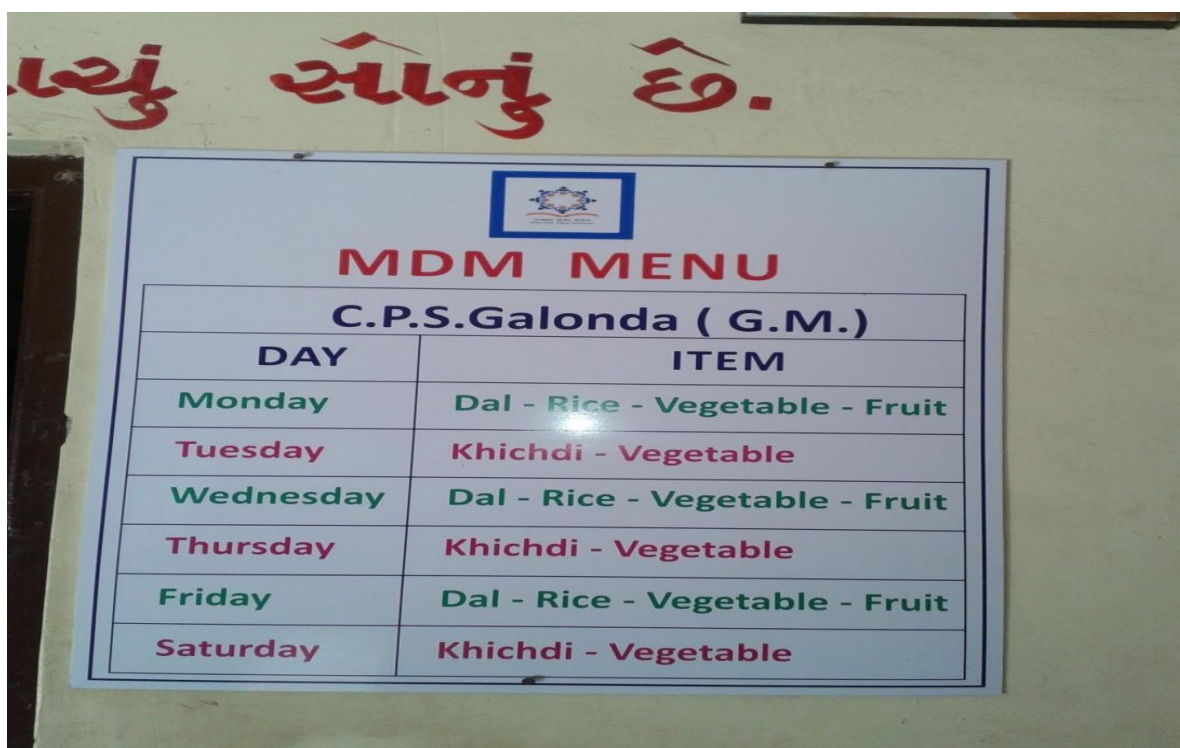 સોનું છે.
MDM MENU
C.P.S.Galonda ( G.M.)
DAY ITEM
Monday Dal - Rice - Vegetable - Fruit
Tuesday Khichdi - Vegetable
Wednesday Dal - Rice - Vegetable - Fruit
Thursday Khichdi - Vegetable
Friday Dal - Rice - Vegetable - Fruit
Saturday Khichdi - Vegetable